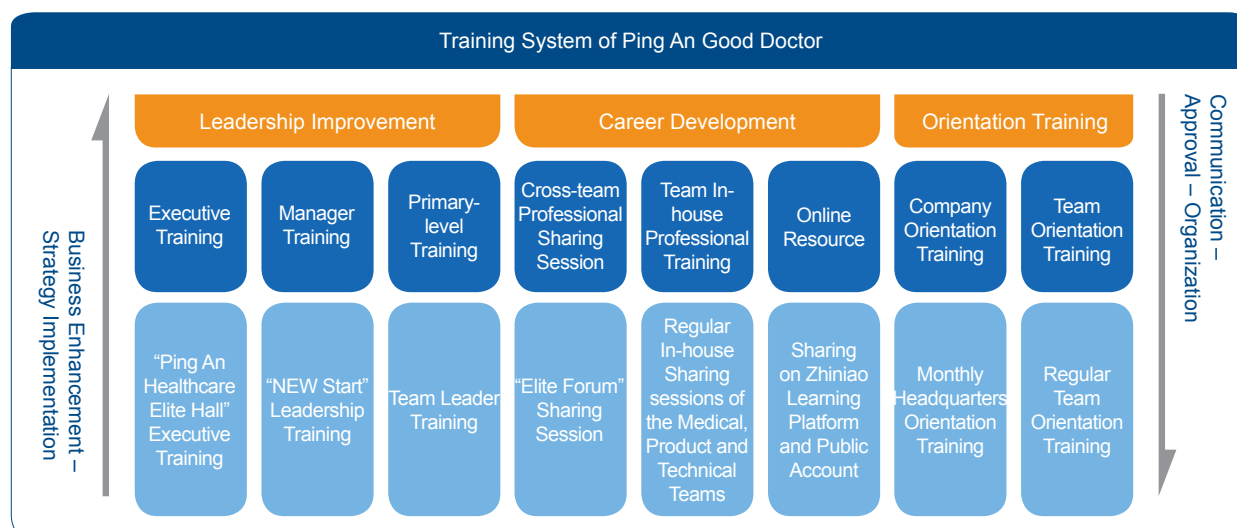 Training System of Ping An Good Doctor
Leadership Improvement
Career Development
Orientation Training
Business Enhancement –
Strategy Implementation
Communication –
Approval – Organization
Executive
Training
Manager
Training
Primary-
level
Training
Cross-team
Professional
Sharing
Session
Team In-
house
Professional
Training
Online
Resource
Company
Orientation
Training
Team
Orientation
Training
“Ping An
Healthcare
Elite Hall”
Executive
Training
“NEW Start”
Leadership
Training
Team Leader
Training
“Elite Forum”
Sharing
Session
Regular
In-house
Sharing
sessions of
the Medical,
Product and
Technical
Teams
Sharing
on Zhiniao
Learning
Platform
and Public
Account
Monthly
Headquarters
Orientation
Training
Regular
Team
Orientation
Training